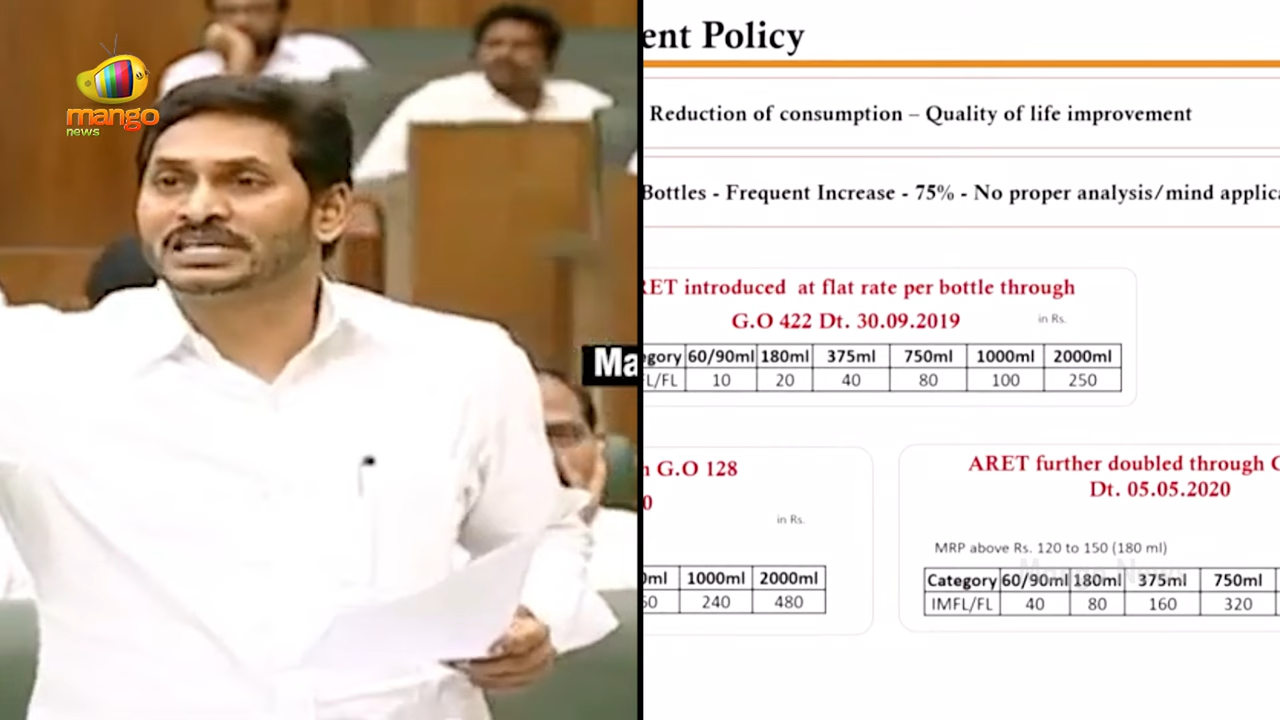 mango
news
Ma
ent Policy
Reduction of consumption – Quality of life improvement
Bottles - Frequent Increase - 75% - No proper analysis/mind applica
RET introduced at flat rate per bottle through
G.O 422 Dt. 30.09.2019
in Rs.
gory 60/90ml 180ml 375ml 750ml 1000ml 2000ml
FL/FL 10 20 40 80 100 250
n G.O 128
0
in Rs.
0ml 1000ml 2000ml
60 240 480
ARET further doubled through G
Dt. 05.05.2020
MRP above Rs. 120 to 150 (180 ml)
Mango News
Category 60/90ml 180ml 375ml 750ml
IMFL/FL 40 80 160 320